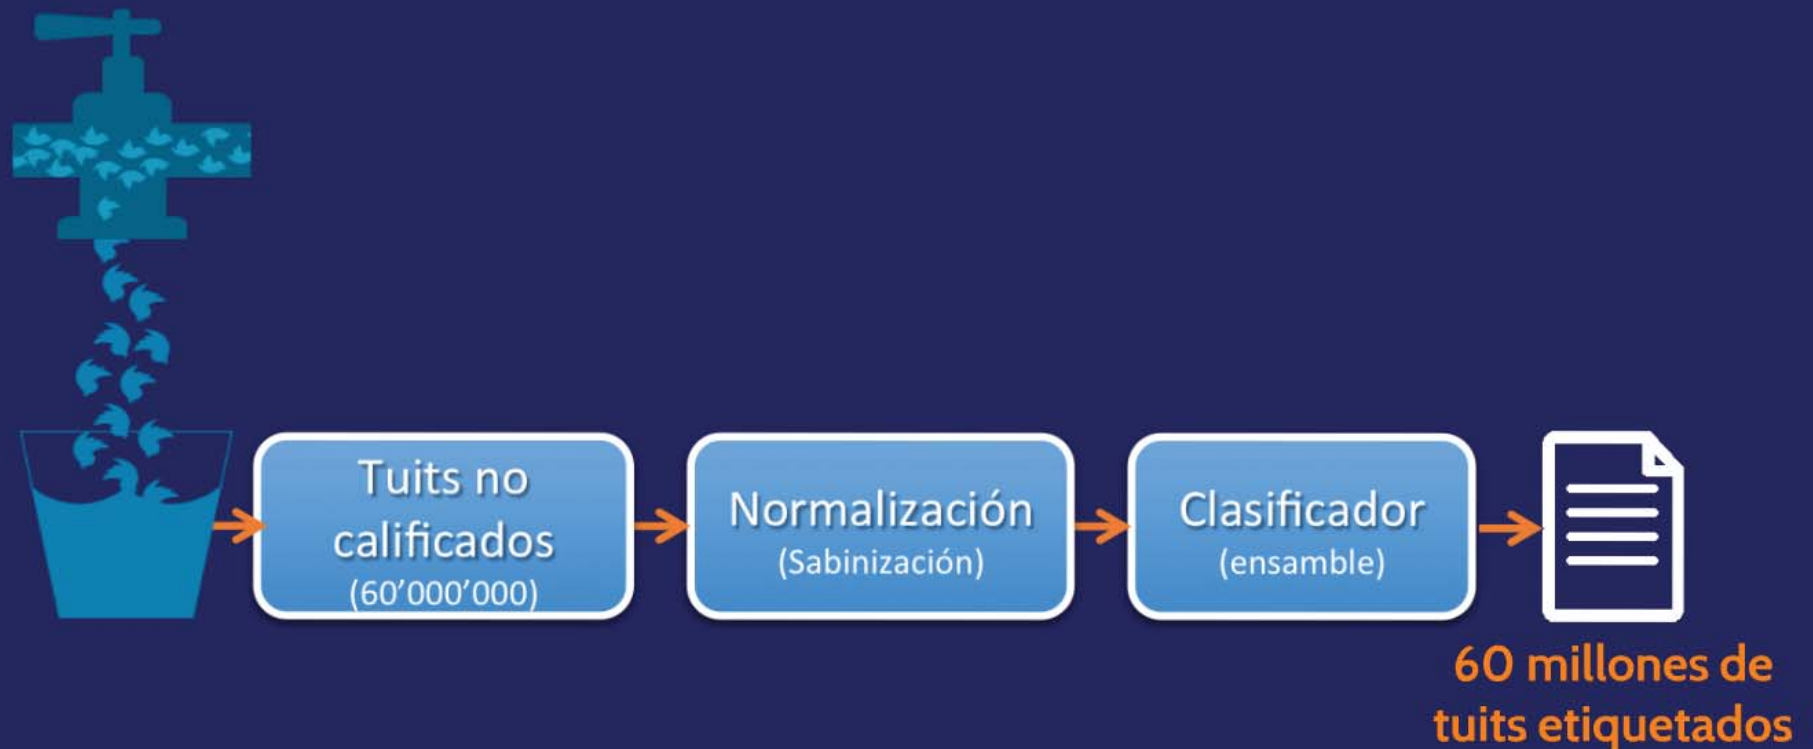 Tuits no
calificados
(60’000’000)
Normalización
(Sabinización)
Clasificador
(ensamble)
60 millones de
tuits etiquetados